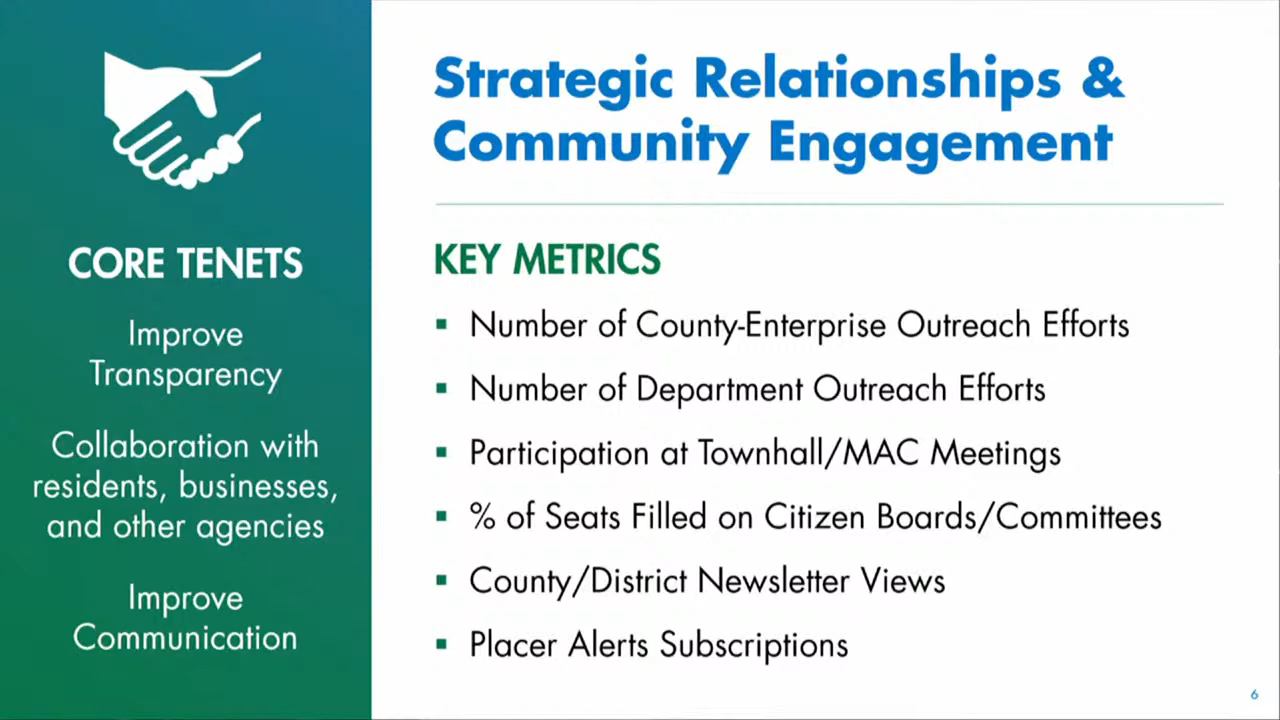 Strategic Relationships &
Community Engagement
CORE TENETS
Improve
Transparency
Collaboration with
residents, businesses,
and other agencies
Improve
Communication
KEY METRICS
▪ Number of County-Enterprise Outreach Efforts
▪ Number of Department Outreach Efforts
▪ Participation at Townhall/MAC Meetings
▪ % of Seats Filled on Citizen Boards/Committees
▪ County/District Newsletter Views
▪ Placer Alerts Subscriptions
6